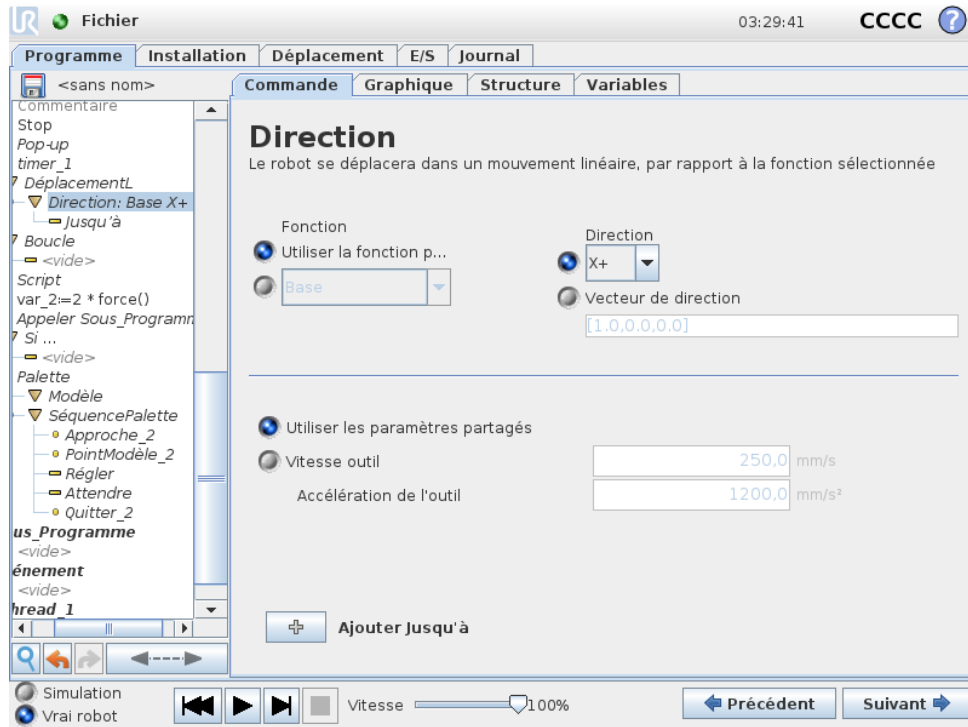 UR Fichier 03:29:41 CCCC ?
Programme Installation Déplacement E/S Journal
<sans nom>
Commande Graphique Structure Variables
Commentaire
Stop
Pop-up
timer_1
DéplacementL
Direction: Base X+
Jusqu'à
Boucle
<vide>
Script
var_2:=2 * force()
Appeler Sous_Programm
Si ...
<vide>
Palette
Modèle
SéquencePalette
Approche_2
PointModèle_2
Régler
Attendre
Quitter_2
us_Programme
<vide>
énement
<vide>
hread_1
Direction
Le robot se déplacera dans un mouvement linéaire, par rapport à la fonction sélectionnée
Fonction
Utiliser la fonction p...
Base
Direction
X+
Vecteur de direction
[1.0,0.0,0.0]
Utiliser les paramètres partagés
Vitesse outil 250,0 mm/s
Accélération de l'outil 1200,0 mm/s²
Ajouter Jusqu'à
Simulation
Vrai robot
Vitesse 100%
Précédent Suivant